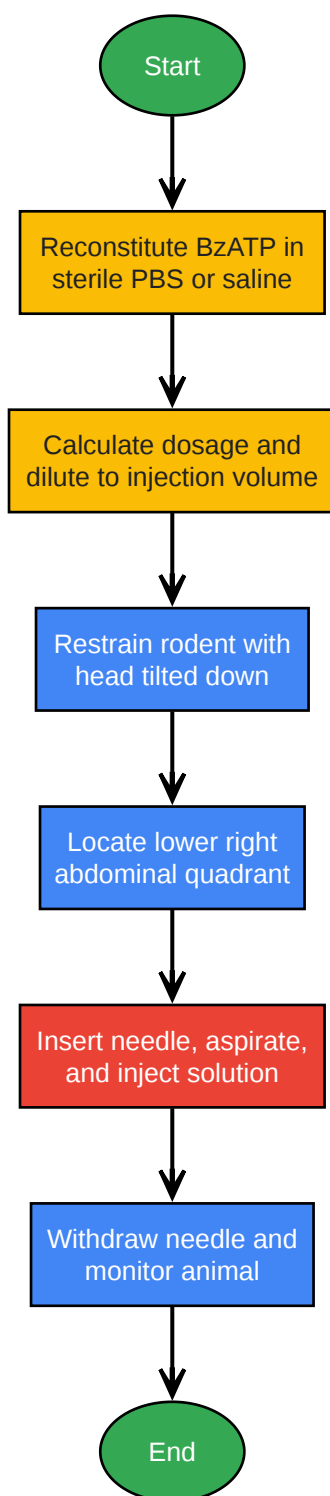 Start
Reconstitute BzATP in
sterile PBS or saline
Calculate dosage and
dilute to injection volume
Restrain rodent with
head tilted down
Locate lower right
abdominal quadrant
Insert needle, aspirate,
and inject solution
Withdraw needle and
monitor animal
End